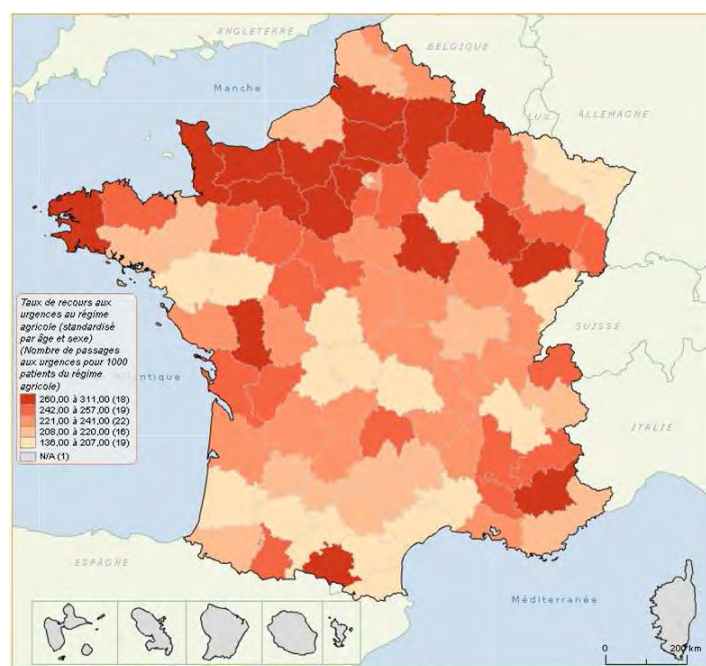 ANGLETERRE
BELGIQUE
Manche
LUX.
ALLEMAGNE
Taux de recours aux
urgences au régime
agricole (standardisé
par âge et sexe)
(Nombre de passages
aux urgences pour 1000
patients du régime
agricole)
ntique
260,00 à 311,00 (18)
242,00 à 257,00 (19)
221,00 à 241,00 (22)
208,00 à 220,00 (16)
136,00 à 207,00 (19)
N/A (1)
SUISSE
ITALIE
ESPAGNE
Méditerranée
0 200 km